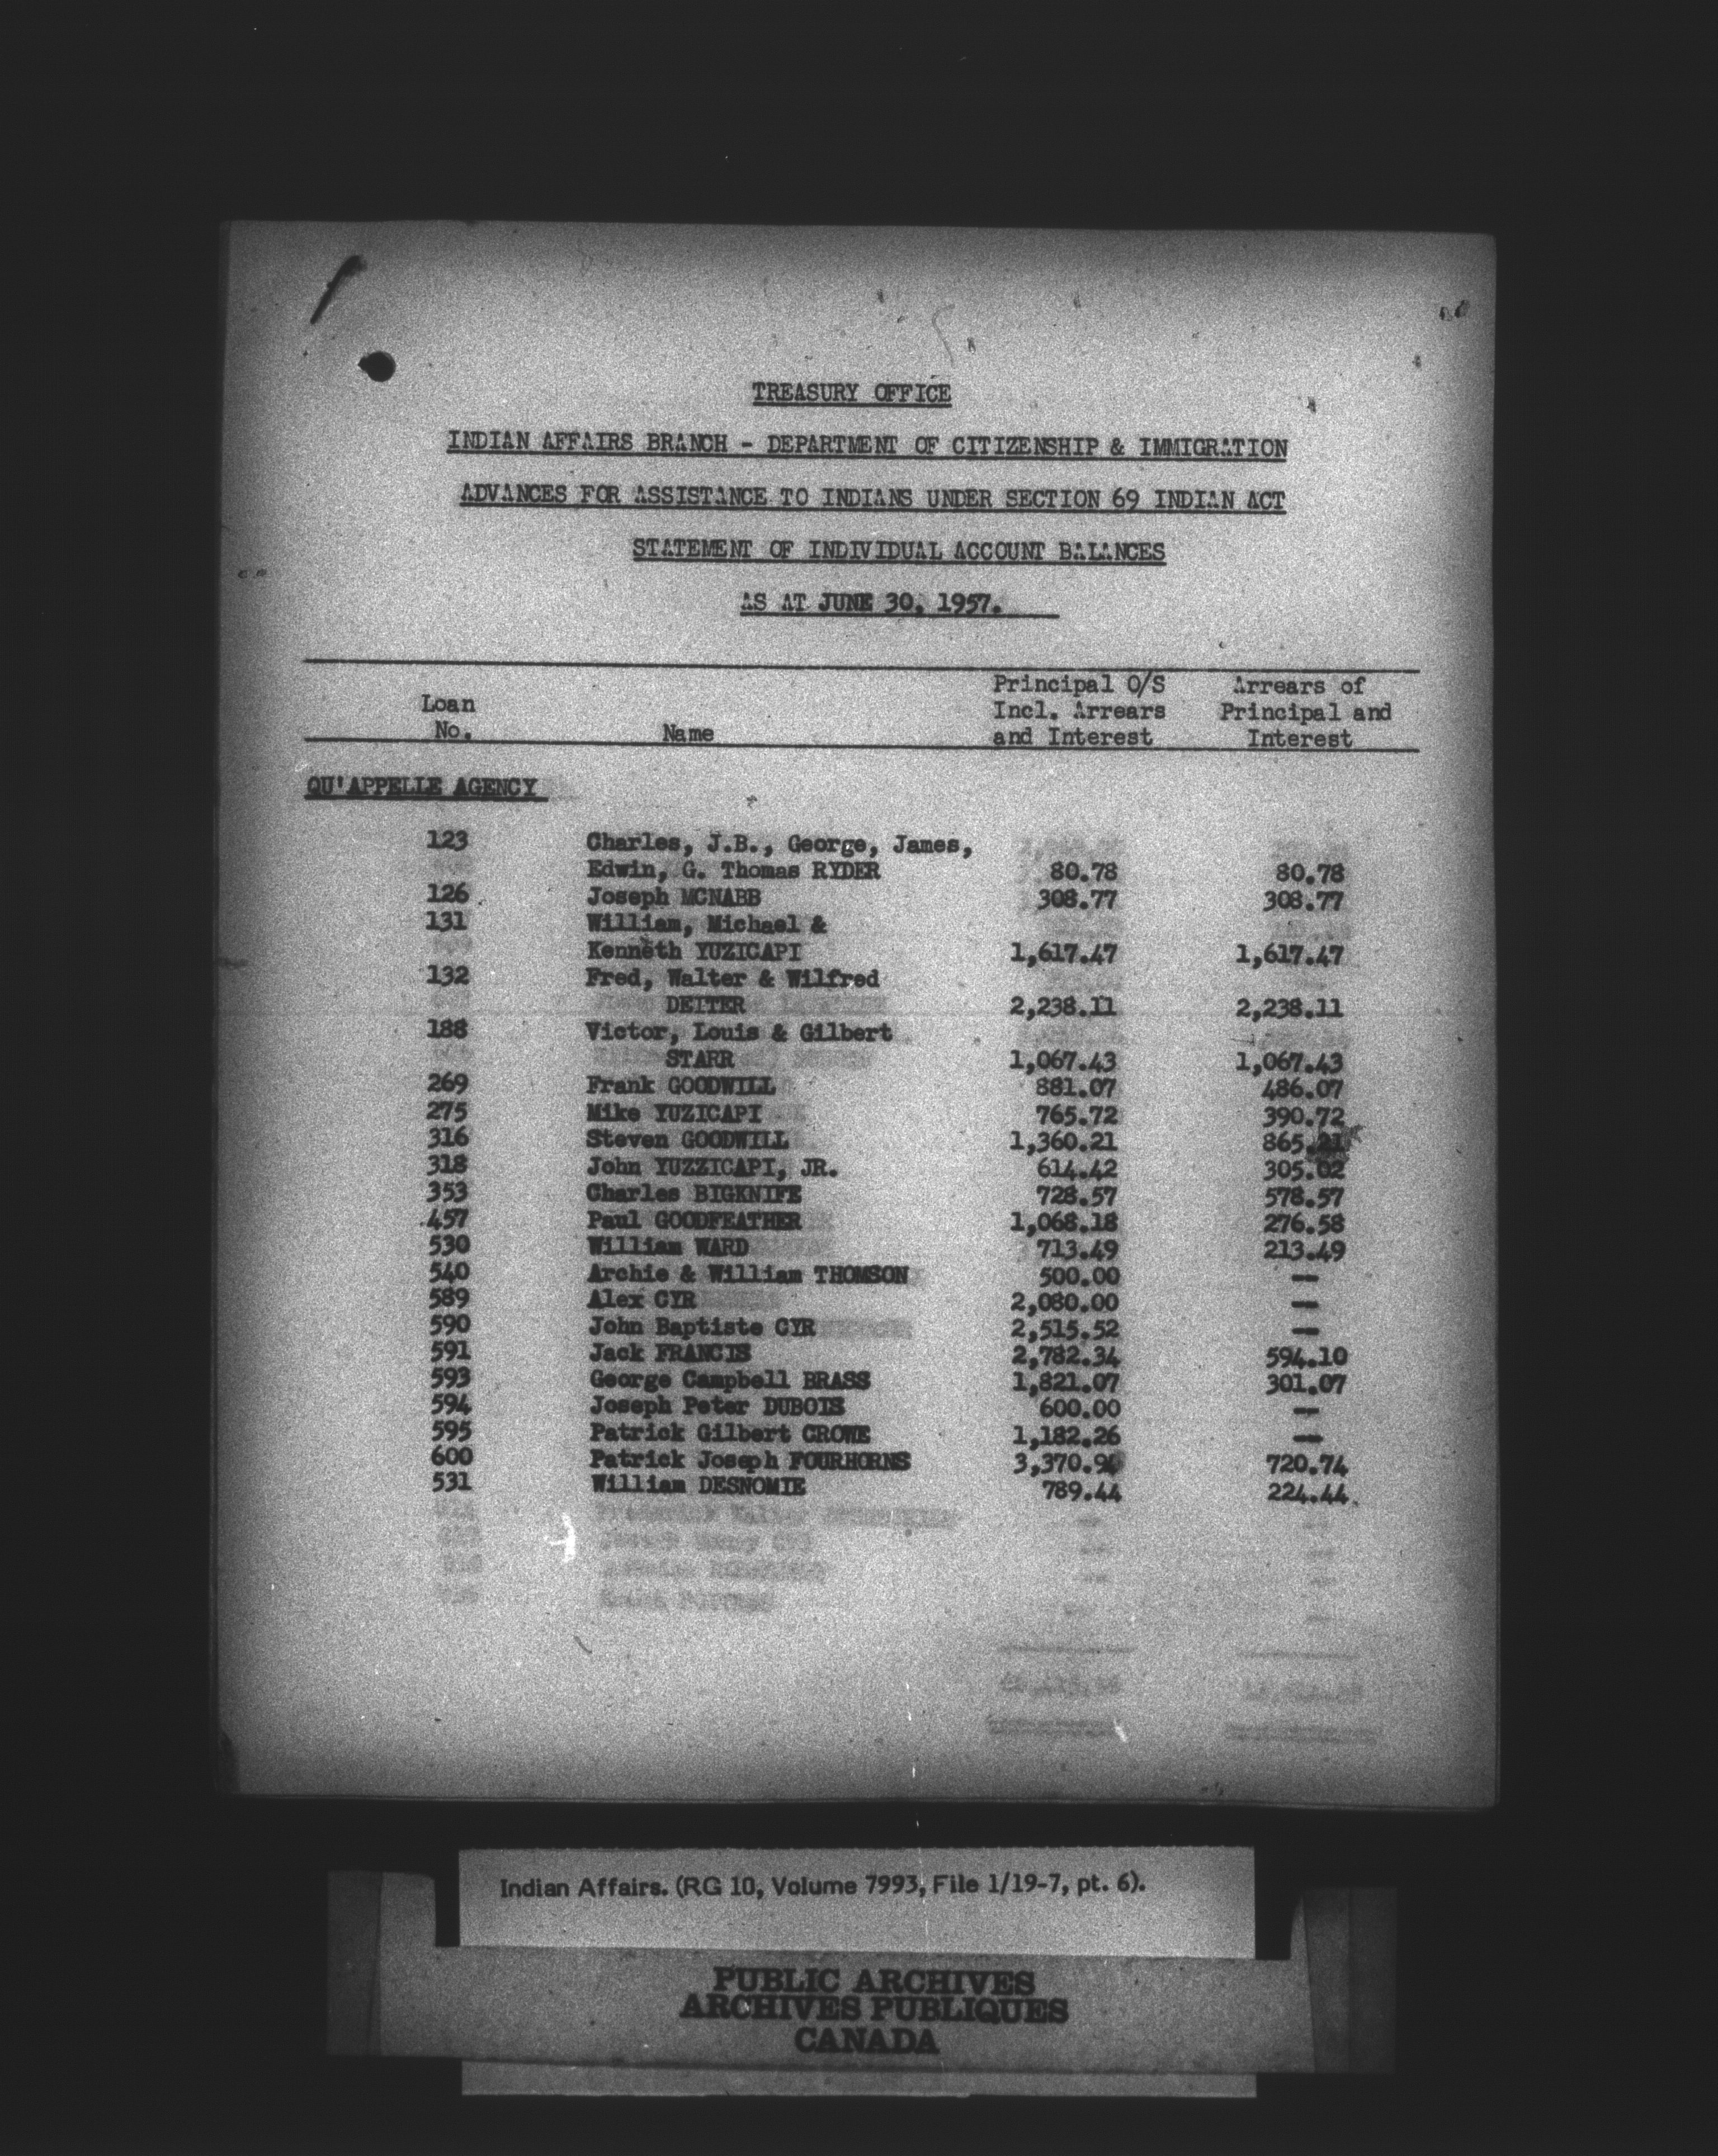 TREASURY OFFICE
INDIAN AFFAIRS BRANCH - DEPARTMENT OF CITIZENSHIP & IMMIGRATION
ADVANCES FOR ASSISTANCE TO INDIANS UNDER SECTION 69 INDIAN ACT
STATEMENT OF INDIVIDUAL ACCOUNT BALANCES
AS AT JUNE 30, 1957.
Loan No. Name Principal O/S Incl. Arrears and Interest Arrears of Principal and Interest
QU'APPELLE AGENCY
123 Charles, J.B., George, James,
Edwin, G. Thomas RYDER 80.78 80.78
126 Joseph MCNABB 308.77 308.77
131 William, Michael &
Kenneth YUZICAPI 1,617.47 1,617.47
132 Fred, Walter & Wilfred
DEITER 2,238.11 2,238.11
188 Victor, Louis & Gilbert
STARR 1,067.43 1,067.43
269 Frank GOODWILL 881.07 486.07
275 Mike YUZICAPI 765.72 390.72
316 Steven GOODWILL 1,360.21 865.21
318 John YUZZICAPI, JR. 614.42 305.02
353 Charles BIGKNIFE 728.57 578.57
457 Paul GOODFEATHER 1,068.18 276.58
530 William WARD 713.49 213.49
540 Archie & William THOMSON 500.00 —
589 Alex CYR 2,080.00 —
590 John Baptiste CYR 2,515.52 —
591 Jack FRANCIS 2,782.34 594.10
593 George Campbell BRASS 1,821.07 301.07
594 Joseph Peter DUBOIS 600.00 —
595 Patrick Gilbert CROWE 1,182.26 —
600 Patrick Joseph FOURHORNS 720.74
531 William DESNOMIE 789.44 224.44
Indian Affairs. (RG 10, Volume 7993, File 1/19-7, pt. 6).
PUBLIC ARCHIVES
ARCHIVES PUBLIQUES
CANADA